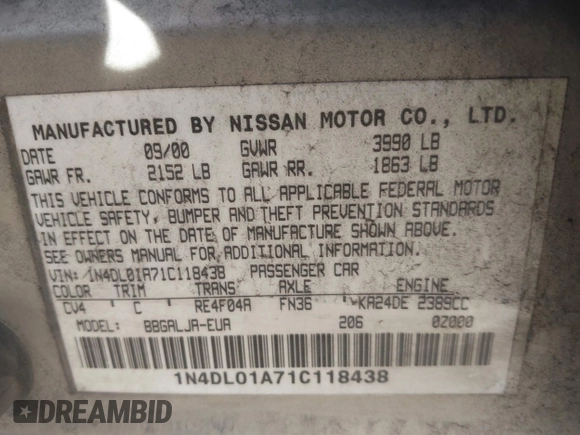 MANUFACTURED BY NISSAN MOTOR CO., LTD.
DATE 09/00 GVWR 3990 LB
GAWR FR. 2152 LB GAWR RR. 1863 LB
THIS VEHICLE CONFORMS TO ALL APPLICABLE FEDERAL MOTOR
VEHICLE SAFETY, BUMPER AND THEFT PREVENTION STANDARDS
IN EFFECT ON THE DATE OF MANUFACTURE SHOWN ABOVE.
SEE OWNERS MANUAL FOR ADDITIONAL INFORMATION.
VIN: 1N4DL01A71C118438 PASSENGER CAR
COLOR TRIM TRANS AXLE ENGINE
CV4 C RE4F04A FN36 KA24DE 2389CC
MODEL: BBGALJA-EUA 206 02000
1N4DL01A71C118438
DREAMBID